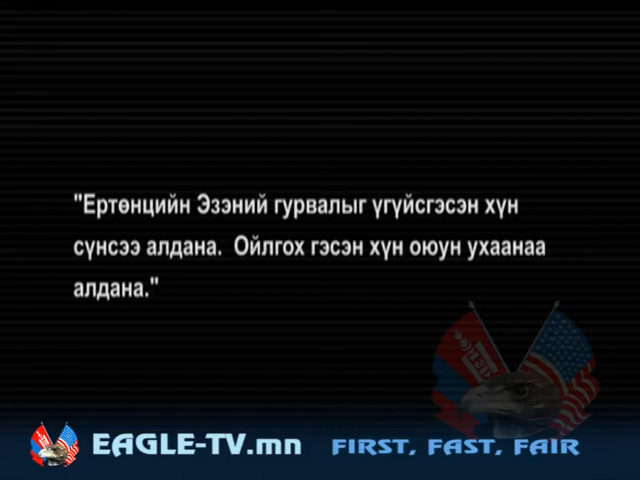 "Ертөнцийн Эзэний гурвалыг үгүйсгэсэн хүн
сүнсээ алдана. Ойлгох гэсэн хүн оюун ухаанаа
алдана."
EAGLE-TV.mn FIRST, FAST, FAIR